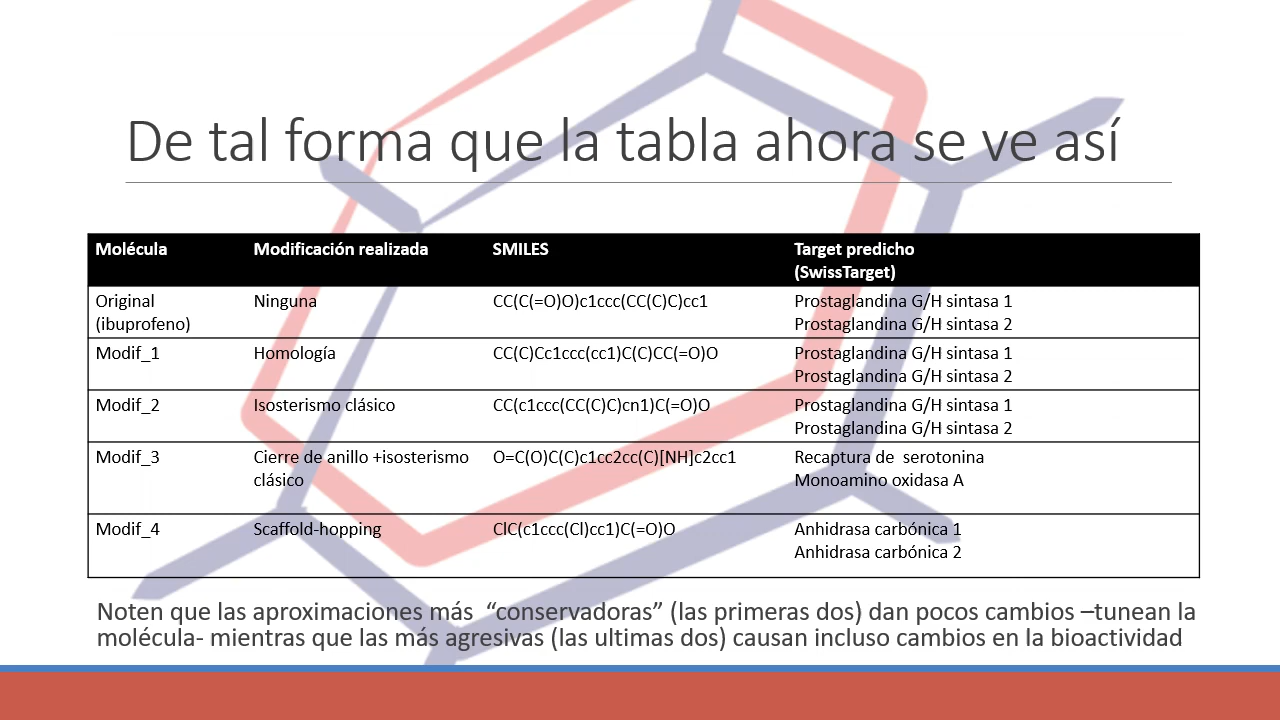 De tal forma que la tabla ahora se ve así
Molécula Modificación realizada SMILES Target predicho
(SwissTarget)
Original Ninguna CC(C(=O)O)c1ccc(CC(C)C)cc1 Prostaglandina G/H sintasa 1
(ibuprofeno) Prostaglandina G/H sintasa 2
Modif_1 Homología CC(C)Cc1ccc(cc1)C(C)CC(=O)O Prostaglandina G/H sintasa 1
Prostaglandina G/H sintasa 2
Modif_2 Isosterismo clásico CC(c1ccc(CC(C)C)cn1)C(=O)O Prostaglandina G/H sintasa 1
Prostaglandina G/H sintasa 2
Modif_3 Cierre de anillo +isosterismo O=C(O)C(C)c1cc2cc(C)[NH]c2cc1 Recaptura de serotonina
clásico Monoamino oxidasa A
Modif_4 Scaffold-hopping ClC(c1ccc(Cl)cc1)C(=O)O Anhidrasa carbónica 1
Anhidrasa carbónica 2
Noten que las aproximaciones más “conservadoras” (las primeras dos) dan pocos cambios –tunean la
molécula- mientras que las más agresivas (las ultimas dos) causan incluso cambios en la bioactividad